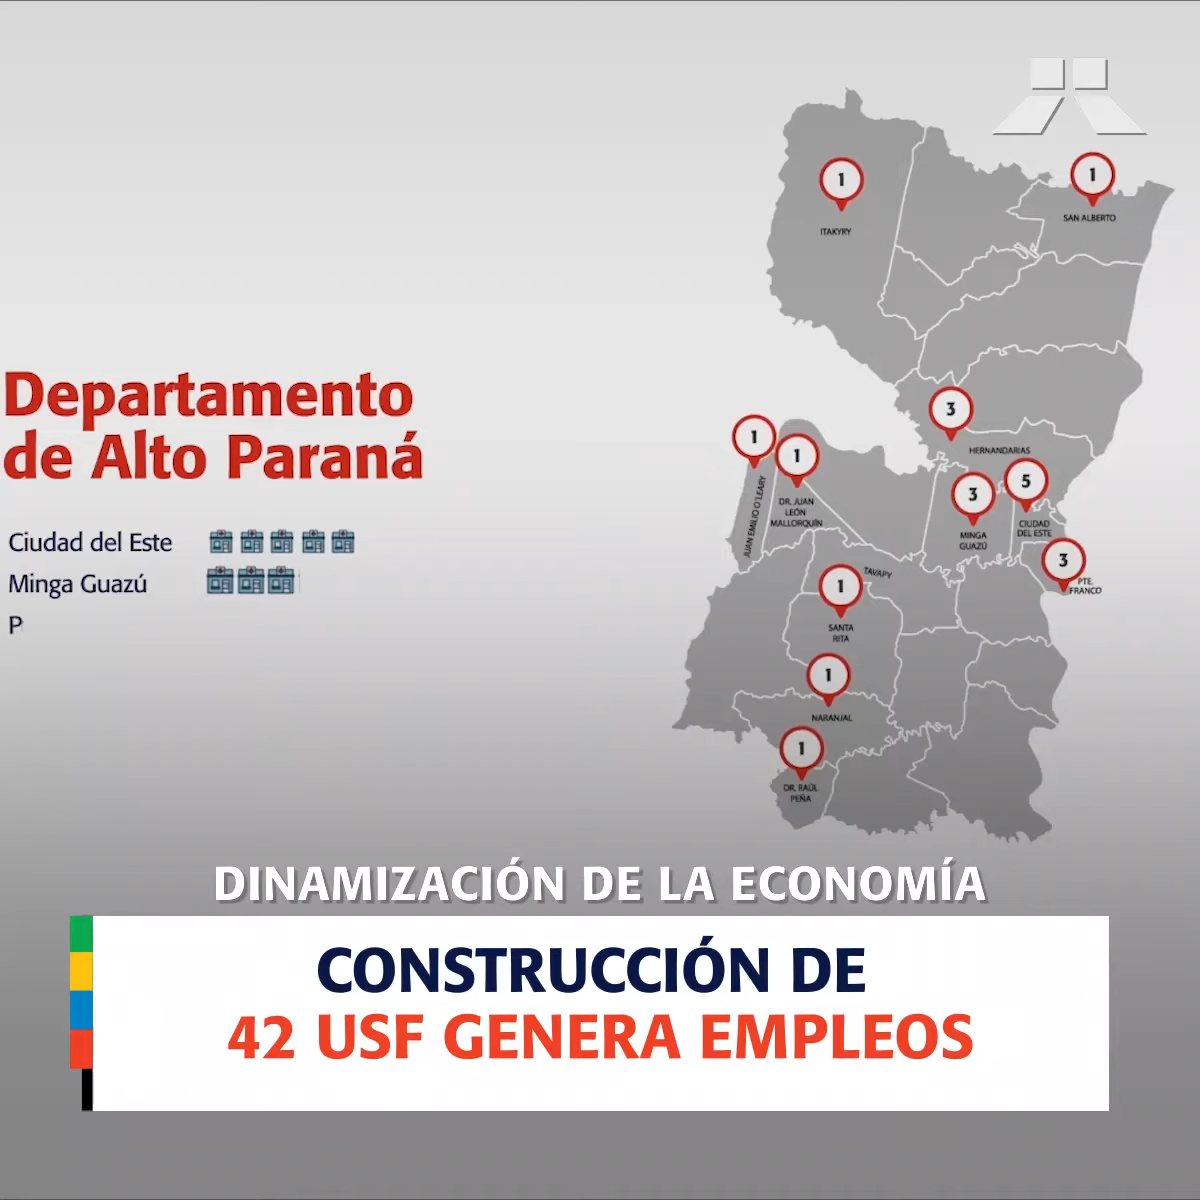 1
ITAKYRY
1
SAN ALBERTO
Departamento
de Alto Paraná
Ciudad del Este
Minga Guazú
P
3
HERNANDARIAS
1
JUAN EMILIO O'LEARY
1
DR. JUAN
LEÓN
MALLORQUÍN
3
MINGA
GUAZÚ
5
CIUDAD
DEL ESTE
3
PTE.
FRANCO
TAVAPY
1
SANTA
RITA
1
NARANJAL
1
DR. RAÚL
PEÑA
DINAMIZACIÓN DE LA ECONOMÍA
CONSTRUCCIÓN DE
42 USF GENERA EMPLEOS